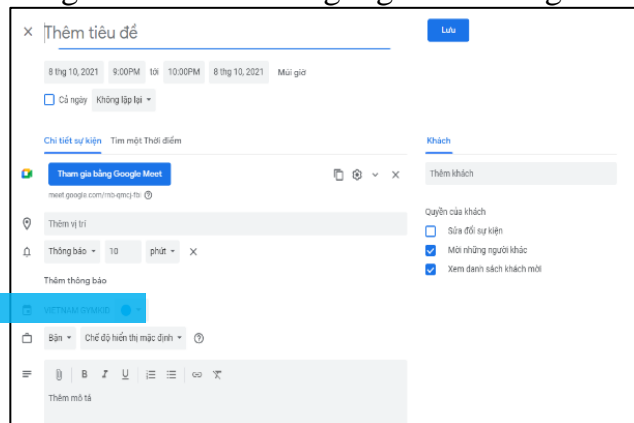 Thêm tiêu đề
Lưu
8 thg 10, 2021 9:00PM tới 10:00PM 8 thg 10, 2021 Múi giờ
Cả ngày Không lặp lại
Chi tiết sự kiện Tìm một Thời điểm
Khách
Tham gia bằng Google Meet
Thêm khách
Thêm vị trí
Quyền của khách
Sửa đổi sự kiện
Thông báo 10 phút
Mời những người khác
Xem danh sách khách mời
Thêm thông báo
VIETNAM GYMKID
Bận Chế độ hiển thị mặc định
B I U
Thêm mô tả